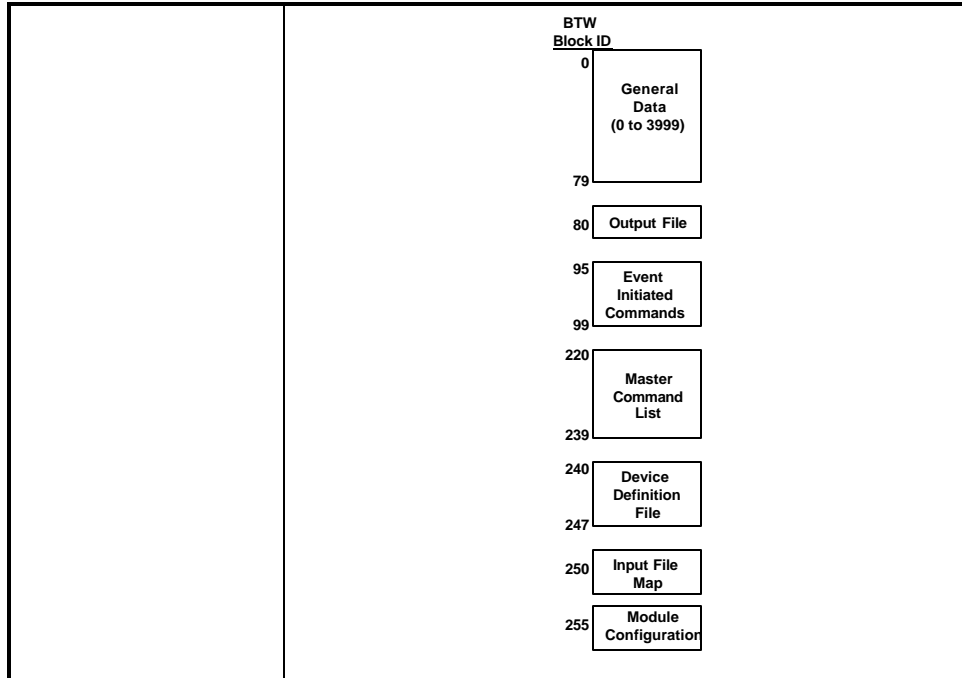 BTW
Block ID
0
General
Data
(0 to 3999)
79
80 Output File
95
Event
Initiated
Commands
99
220
Master
Command
List
239
240
Device
Definition
File
247
250
Input File
Map
255
Module
Configuration